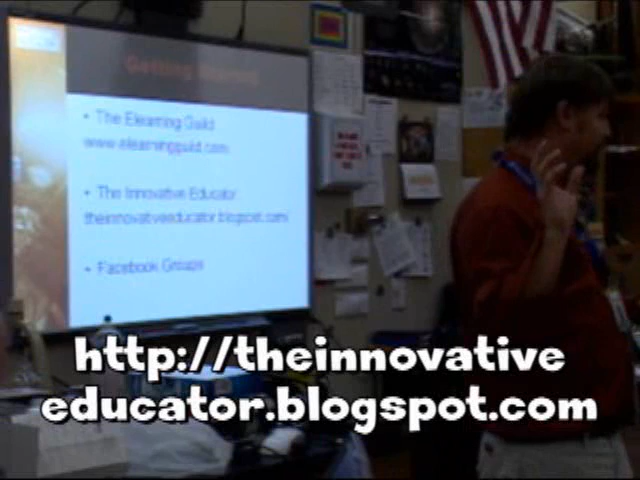 Getting Started
• The Elearning Guild
www.elearningguild.com
• The Innovative Educator
theinnovativeeducator.blogspot.com/
• Facebook Groups
http://theinnovative
educator.blogspot.com